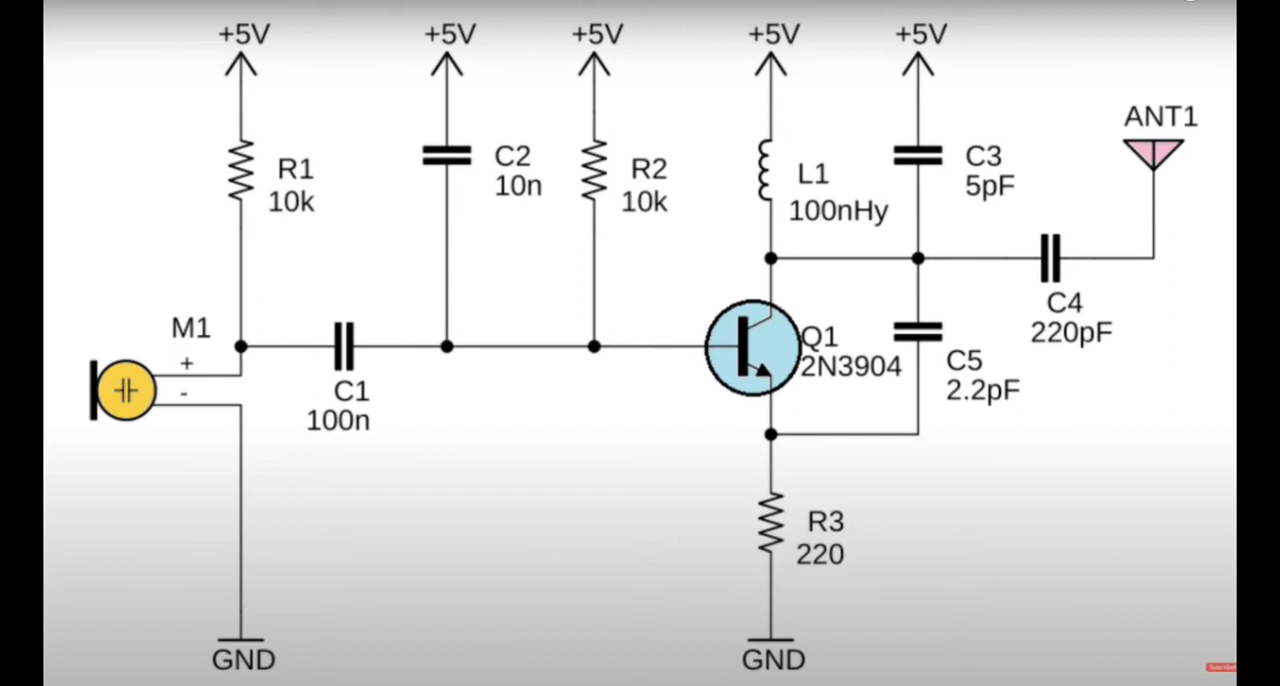 +5V
+5V
+5V
+5V
+5V
ANT1
R1
10k
C2
10n
R2
10k
L1
100nHy
C3
5pF
C4
220pF
M1
+
-
C1
100n
Q1
2N3904
C5
2.2pF
R3
220
GND
GND
Suscribete